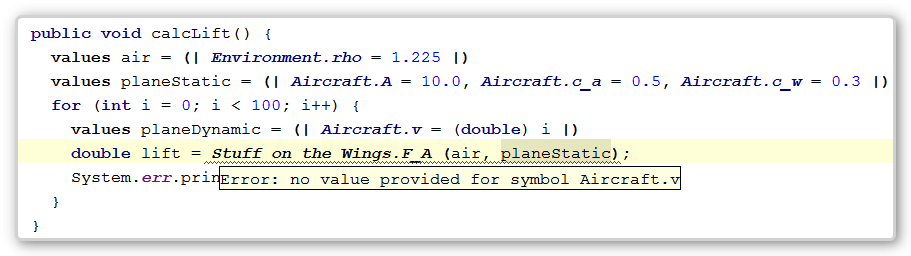 public void calcLift() {
values air = (| Environment.rho = 1.225 |)
values planeStatic = (| Aircraft.A = 10.0, Aircraft.c_a = 0.5, Aircraft.c_w = 0.3 |)
for (int i = 0; i < 100; i++) {
values planeDynamic = (| Aircraft.v = (double) i |)
double lift = Stuff on the Wings.F_A (air, planeStatic);
System.err.prin
Error: no value provided for symbol Aircraft.v
}
}